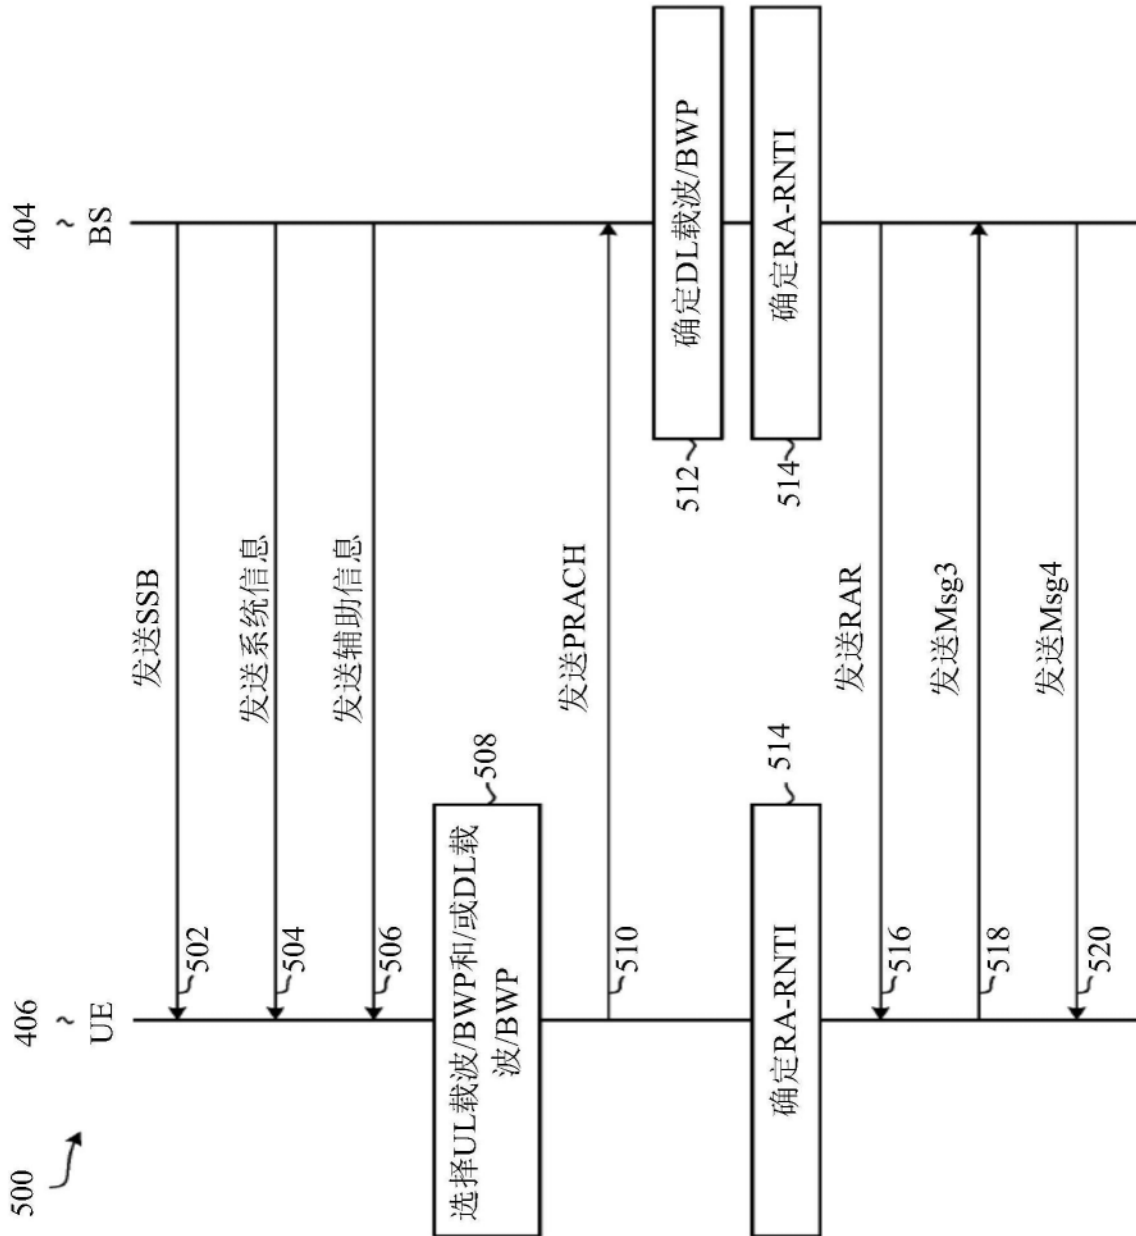 500
406
~
UE
404
~
BS
发送SSB
502
发送系统信息
504
发送辅助信息
506
选择UL载波/BWP和/或DL载
波/BWP
508
发送PRACH
510
确定DL载波/BWP
512
确定RA-RNTI
514
确定RA-RNTI
514
发送RAR
516
发送Msg3
518
发送Msg4
520